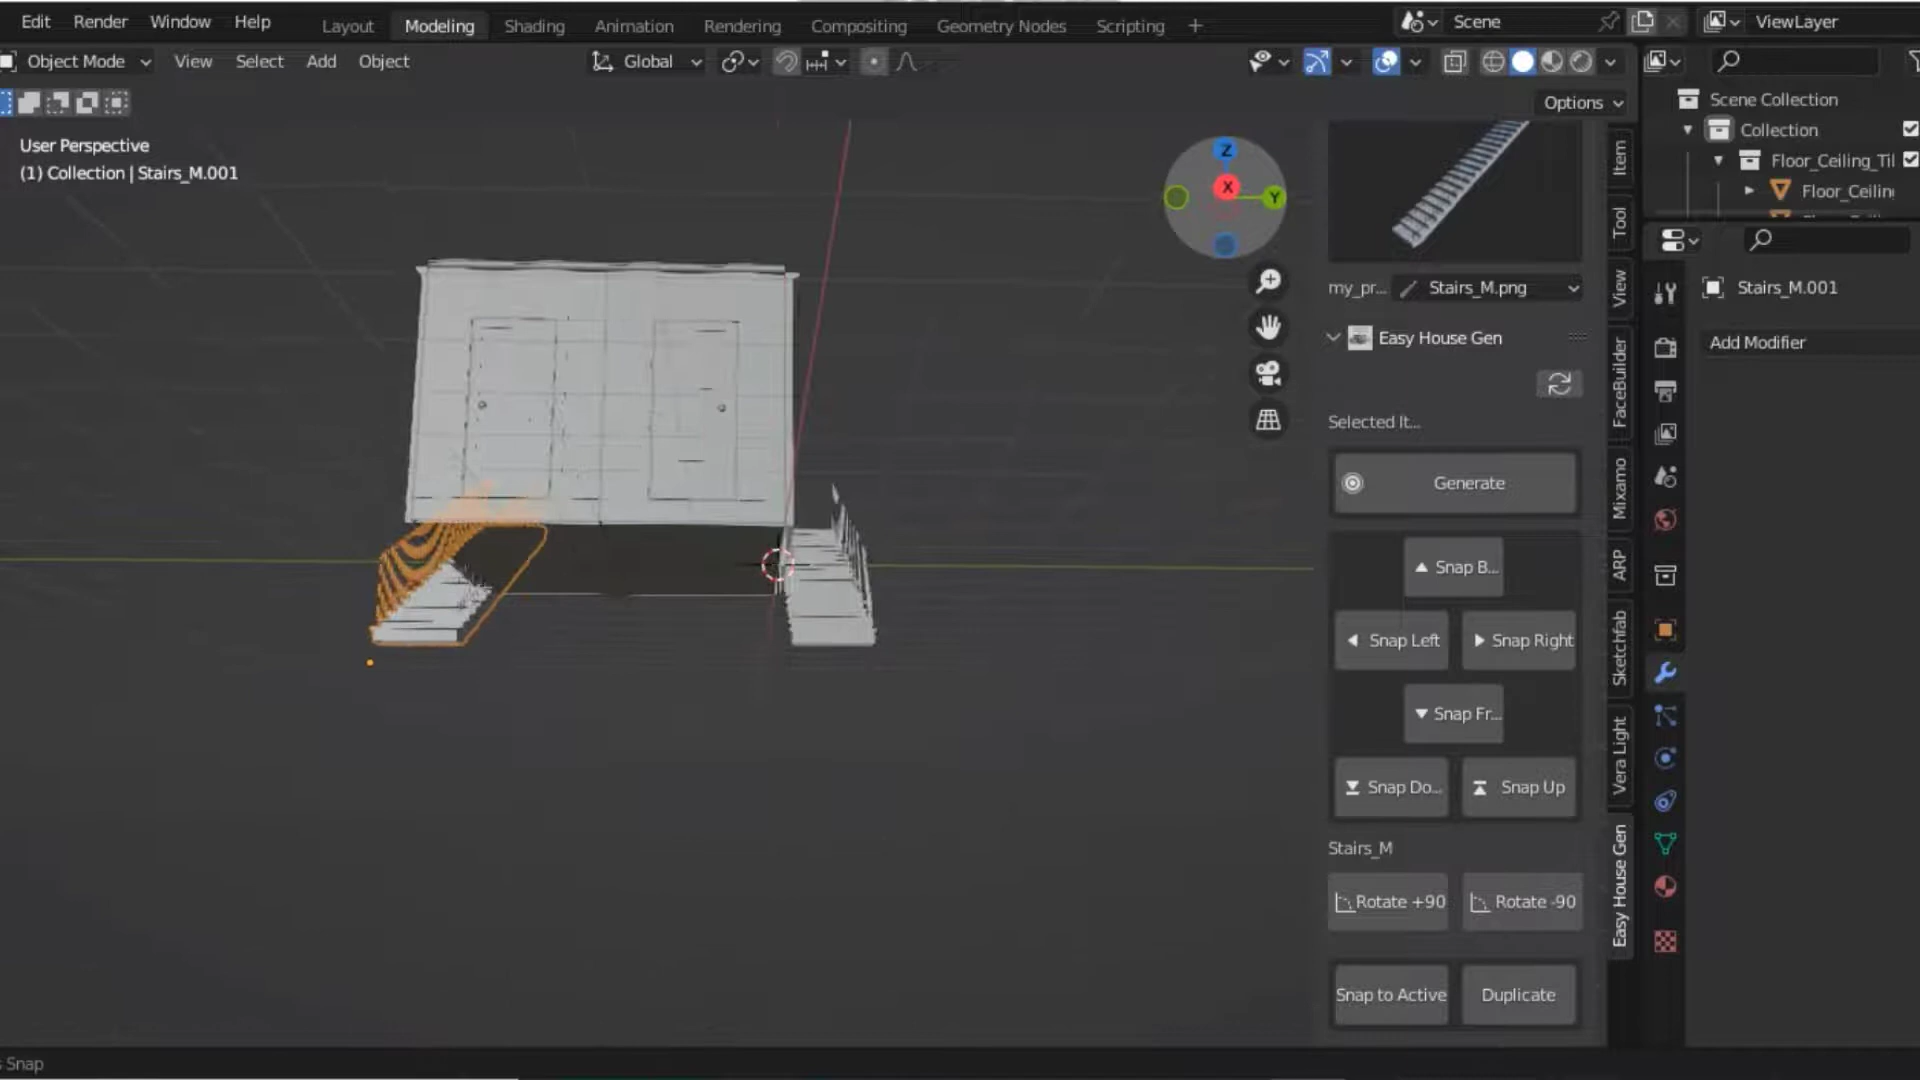 Edit Render Window Help Layout Modeling Shading Animation Rendering Compositing Geometry Nodes Scripting + Scene ViewLayer
Object Mode View Select Add Object Global
Options
User Perspective
(1) Collection | Stairs_M.001
Z
X
Y
my_pr... Stairs_M.png
Easy House Gen
Selected It...
Generate
Snap B...
Snap Left Snap Right
Snap Fr...
Snap Do... Snap Up
Stairs_M
Rotate +90 Rotate -90
Snap to Active Duplicate
Item
Tool
View
FaceBuilder
Mixamo
ARP
Sketchfab
Vera Light
Easy House Gen
Scene Collection
Collection
Floor_Ceiling_Til
Floor_Ceilin
Stairs_M.001
Add Modifier
Snap